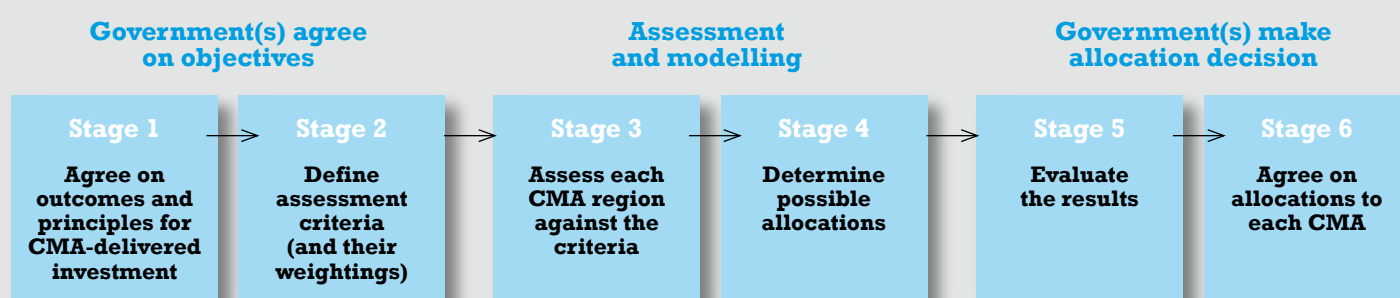 Government(s) agree
on objectives
Assessment
and modelling
Government(s) make
allocation decision
Stage 1
Agree on
outcomes and
principles for
CMA-delivered
investment
Stage 2
Define
assessment
criteria
(and their
weightings)
Stage 3
Assess each
CMA region
against the
criteria
Stage 4
Determine
possible
allocations
Stage 5
Evaluate
the results
Stage 6
Agree on
allocations to
each CMA